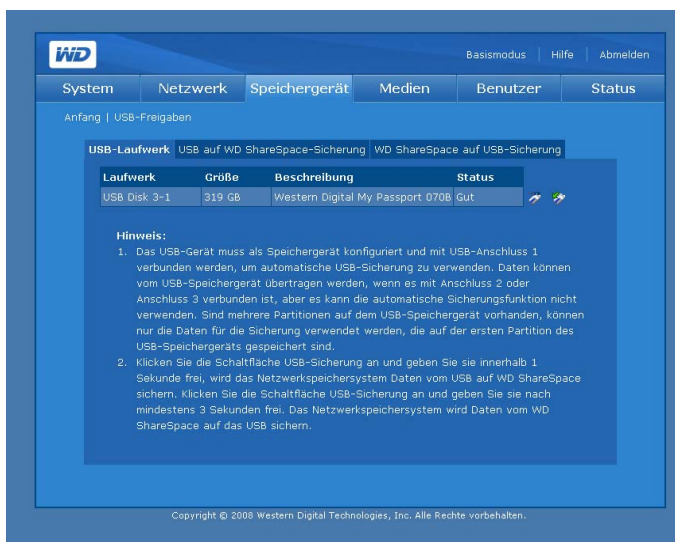 WD
Basismodus | Hilfe | Abmelden
System Netzwerk Speichergerät Medien Benutzer Status
Anfang | USB-Freigaben
USB-Laufwerk USB auf WD ShareSpace-Sicherung WD ShareSpace auf USB-Sicherung
Laufwerk Größe Beschreibung Status
USB Disk 3-1 319 GB Western Digital My Passport 070B Gut
Hinweis:
1. Das USB-Gerät muss als Speichergerät konfiguriert und mit USB-Anschluss 1
verbunden werden, um automatische USB-Sicherung zu verwenden. Daten können
vom USB-Speichergerät übertragen werden, wenn es mit Anschluss 2 oder
Anschluss 3 verbunden ist, aber es kann die automatische Sicherungsfunktion nicht
verwenden. Sind mehrere Partitionen auf dem USB-Speichergerät vorhanden, können
nur die Daten für die Sicherung verwendet werden, die auf der ersten Partition des
USB-Speichergeräts gespeichert sind.
2. Klicken Sie die Schaltfläche USB-Sicherung an und geben Sie sie innerhalb 1
Sekunde frei, wird das Netzwerkspeichersystem Daten vom USB auf WD ShareSpace
sichern. Klicken Sie die Schaltfläche USB-Sicherung an und geben Sie sie nach
mindestens 3 Sekunden frei. Das Netzwerkspeichersystem wird Daten vom WD
ShareSpace auf das USB sichern.
Copyright © 2008 Western Digital Technologies, Inc. Alle Rechte vorbehalten.